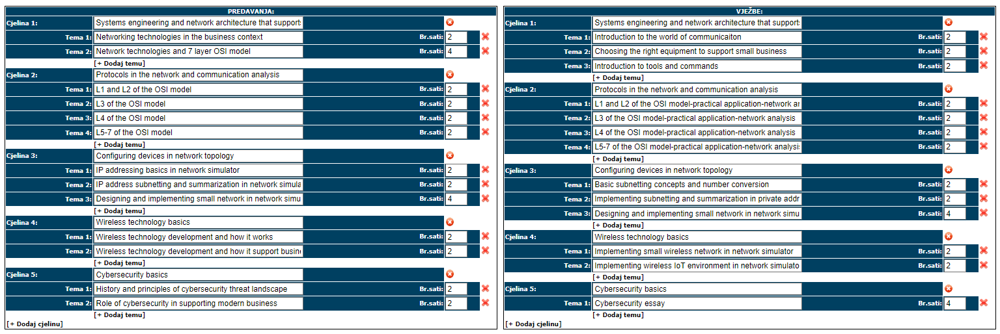 PREDAVANJA:
Cjelina 1: Systems engineering and network architecture that supports
Tema 1: Networking technologies in the business context Br.sati: 2
Tema 2: Network technologies and 7 layer OSI model Br.sati: 4
[+ Dodaj temu]
Cjelina 2: Protocols in the network and communication analysis
Tema 1: L1 and L2 of the OSI model Br.sati: 2
Tema 2: L3 of the OSI model Br.sati: 2
Tema 3: L4 of the OSI model Br.sati: 2
Tema 4: L5-7 of the OSI model Br.sati: 2
[+ Dodaj temu]
Cjelina 3: Configuring devices in network topology
Tema 1: IP addressing basics in network simulator Br.sati: 2
Tema 2: IP address subnetting and summarization in network simula Br.sati: 2
Tema 3: Designing and implementing small network in network simu Br.sati: 4
[+ Dodaj temu]
Cjelina 4: Wireless technology basics
Tema 1: Wireless technology development and how it works Br.sati: 2
Tema 2: Wireless technology development and how it support busin Br.sati: 2
[+ Dodaj temu]
Cjelina 5: Cybersecurity basics
Tema 1: History and principles of cybersecurity threat landscape Br.sati: 2
Tema 2: Role of cybersecurity in supporting modern business Br.sati: 2
[+ Dodaj temu]
[+ Dodaj cjelinu]
VJEŽBE:
Cjelina 1: Systems engineering and network architecture that supports
Tema 1: Introduction to the world of communicaiton Br.sati: 2
Tema 2: Choosing the right equipment to support small business Br.sati: 2
Tema 3: Introduction to tools and commands Br.sati: 2
[+ Dodaj temu]
Cjelina 2: Protocols in the network and communication analysis
Tema 1: L1 and L2 of the OSI model-practical application-network ar Br.sati: 2
Tema 2: L3 of the OSI model-practical application-network analysis Br.sati: 2
Tema 3: L4 of the OSI model-practical application-network analysis Br.sati: 2
Tema 4: L5-7 of the OSI model-practical application-network analysis Br.sati: 2
[+ Dodaj temu]
Cjelina 3: Configuring devices in network topology
Tema 1: Basic subnetting concepts and number conversion Br.sati: 2
Tema 2: Implementing subnetting and summarization in private addr Br.sati: 2
Tema 3: Designing and implementing small network in network simu Br.sati: 4
[+ Dodaj temu]
Cjelina 4: Wireless technology basics
Tema 1: Implementing small wireless network in network simulator Br.sati: 2
Tema 2: Implementing wireless IoT environment in network simulato Br.sati: 2
[+ Dodaj temu]
Cjelina 5: Cybersecurity basics
Tema 1: Cybersecurity essay Br.sati: 4
[+ Dodaj temu]
[+ Dodaj cjelinu]